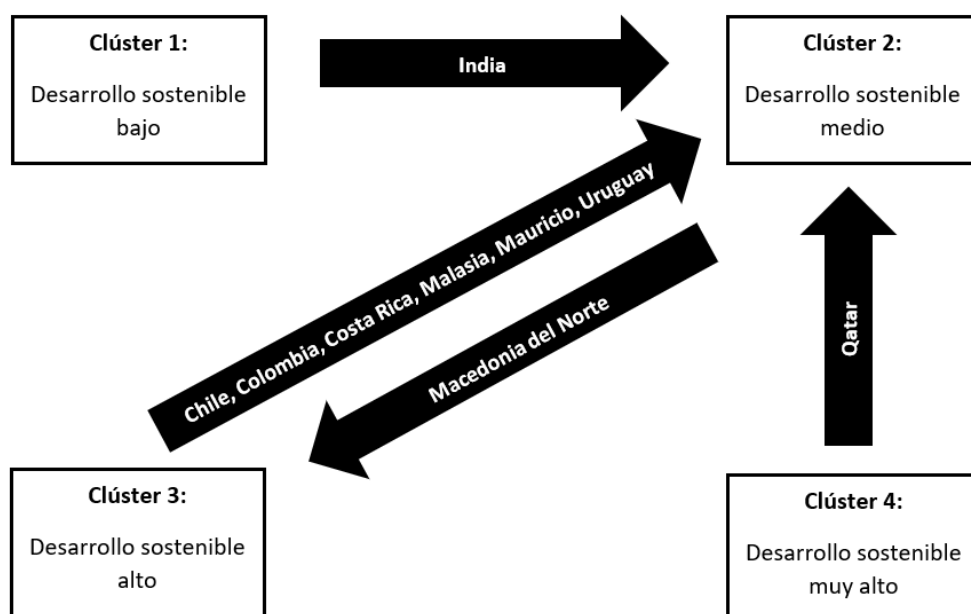 Clúster 1:
Desarrollo sostenible
bajo
India
Clúster 2:
Desarrollo sostenible
medio
Chile, Colombia, Costa Rica, Malasia, Mauricio, Uruguay
Macedonia del Norte
Qatar
Clúster 3:
Desarrollo sostenible
alto
Clúster 4:
Desarrollo sostenible
muy alto